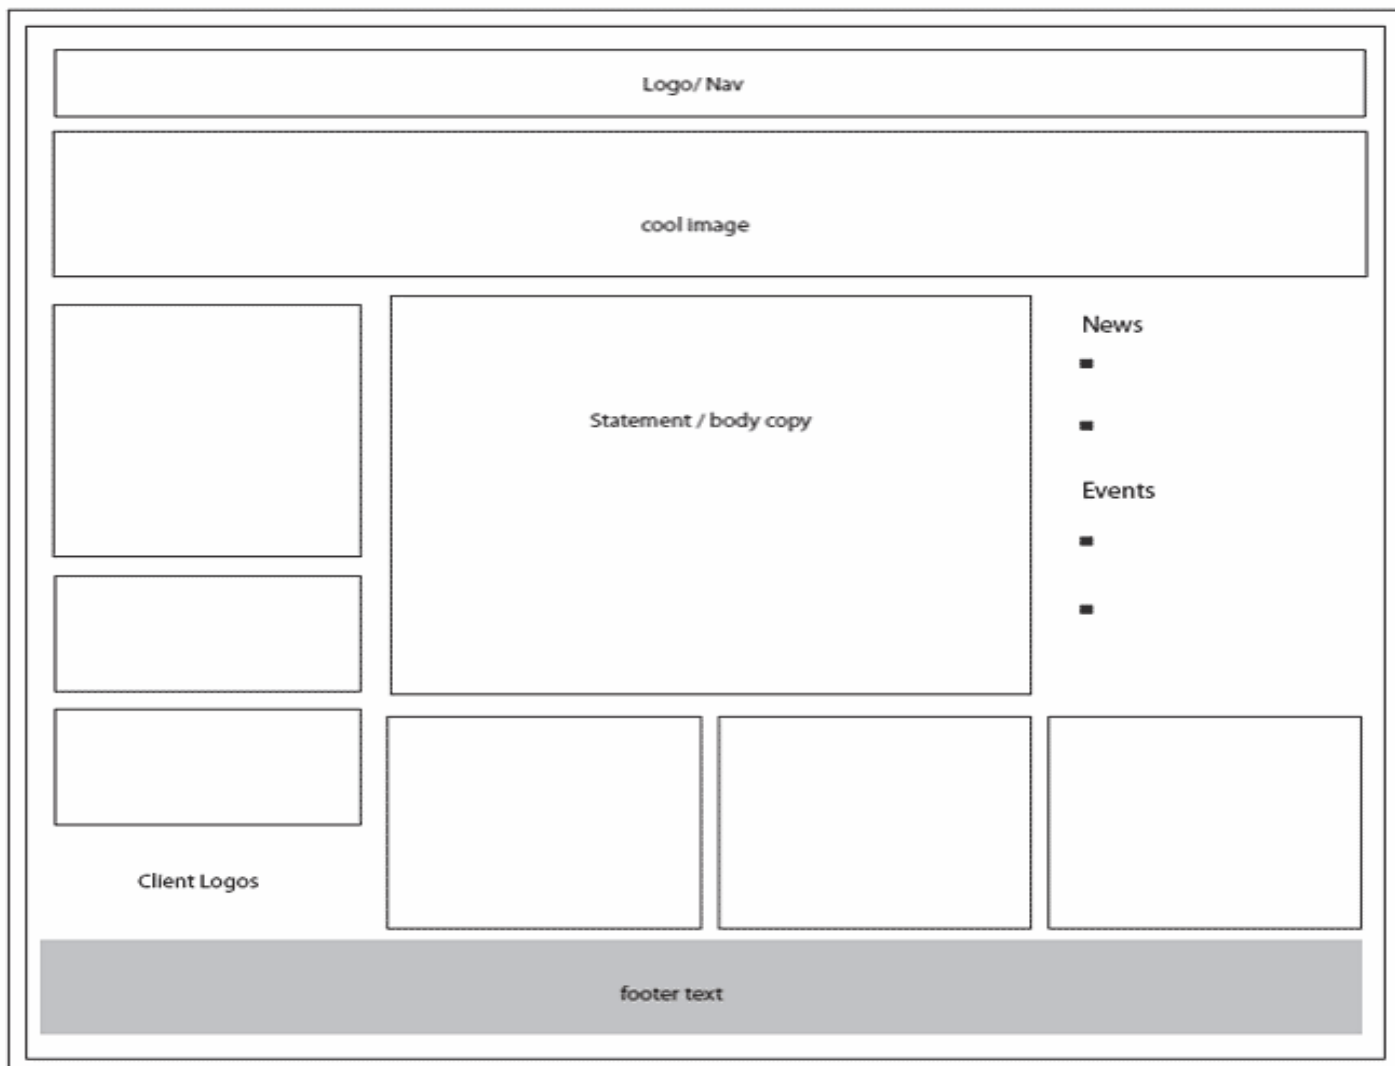 Logo/ Nav
cool image
Statement / body copy
News
Events
Client Logos
footer text